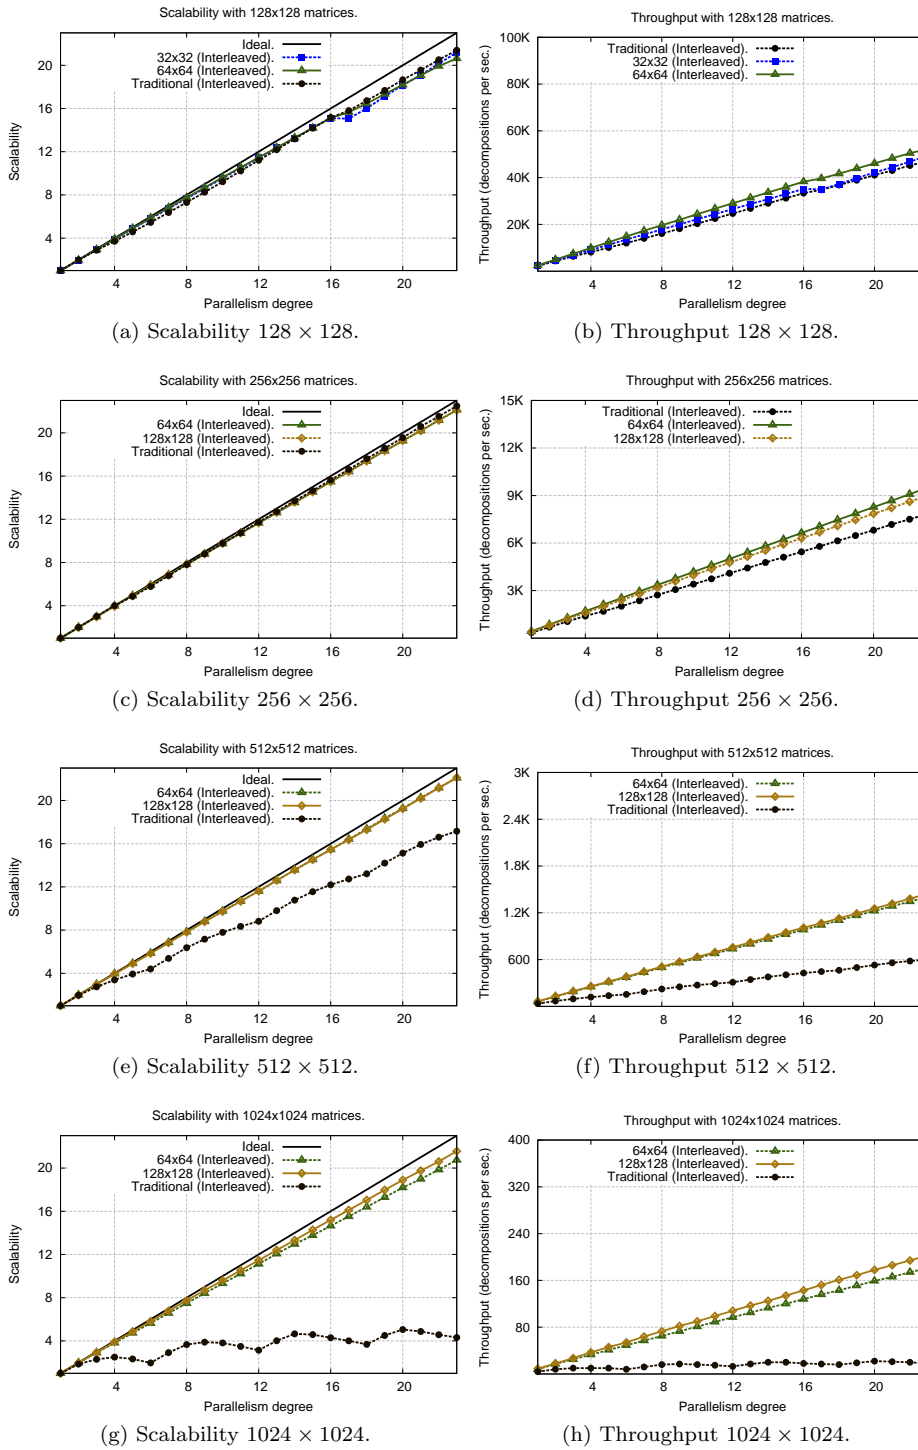 Scalability with 128x128 matrices.
Ideal.
32x32 (Interleaved).
64x64 (Interleaved).
Traditional (Interleaved).
20
16
12
8
4
Scalability
4 8 12 16 20
Parallelism degree
(a) Scalability 128 × 128.
Throughput with 128x128 matrices.
Traditional (Interleaved).
32x32 (Interleaved).
64x64 (Interleaved).
100K
80K
60K
40K
20K
Throughput (decompositions per sec.)
4 8 12 16 20
Parallelism degree
(b) Throughput 128 × 128.
Scalability with 256x256 matrices.
Ideal.
64x64 (Interleaved).
128x128 (Interleaved).
Traditional (Interleaved).
20
16
12
8
4
Scalability
4 8 12 16 20
Parallelism degree
(c) Scalability 256 × 256.
Throughput with 256x256 matrices.
Traditional (Interleaved).
64x64 (Interleaved).
128x128 (Interleaved).
15K
12K
9K
6K
3K
Throughput (decompositions per sec.)
4 8 12 16 20
Parallelism degree
(d) Throughput 256 × 256.
Scalability with 512x512 matrices.
Ideal.
64x64 (Interleaved).
128x128 (Interleaved).
Traditional (Interleaved).
20
16
12
8
4
Scalability
4 8 12 16 20
Parallelism degree
(e) Scalability 512 × 512.
Throughput with 512x512 matrices.
64x64 (Interleaved).
128x128 (Interleaved).
Traditional (Interleaved).
3K
2.4K
1.8K
1.2K
600
Throughput (decompositions per sec.)
4 8 12 16 20
Parallelism degree
(f) Throughput 512 × 512.
Scalability with 1024x1024 matrices.
Ideal.
64x64 (Interleaved).
128x128 (Interleaved).
Traditional (Interleaved).
20
16
12
8
4
Scalability
4 8 12 16 20
Parallelism degree
(g) Scalability 1024 × 1024.
Throughput with 1024x1024 matrices.
64x64 (Interleaved).
128x128 (Interleaved).
Traditional (Interleaved).
400
320
240
160
80
Throughput (decompositions per sec.)
4 8 12 16 20
Parallelism degree
(h) Throughput 1024 × 1024.